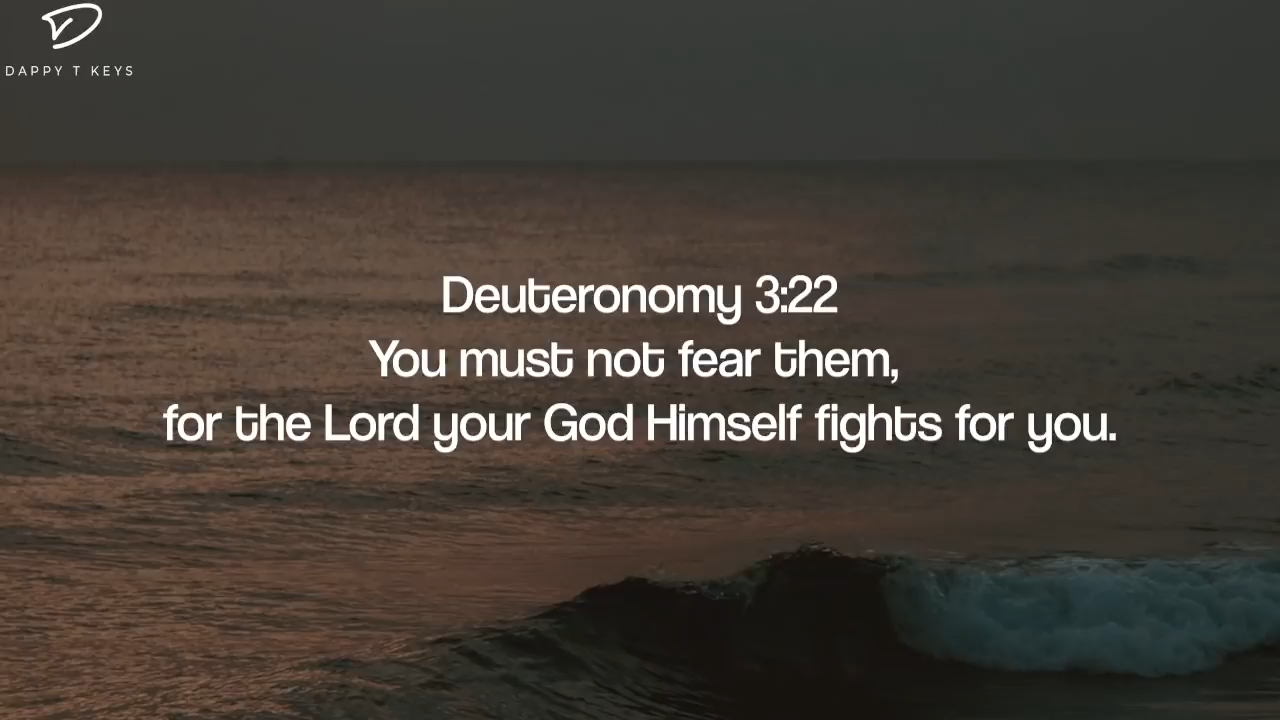 DAPPY T KEYS
Deuteronomy 3:22
You must not fear them,
for the Lord your God Himself fights for you.